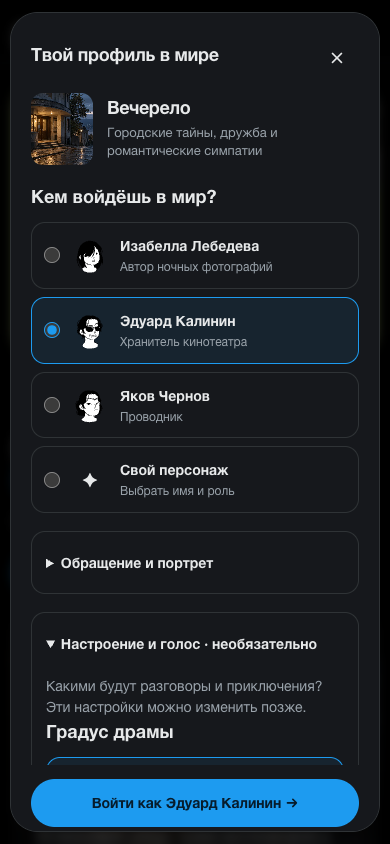 Твой профиль в мире
Вечерело
Городские тайны, дружба и
романтические симпатии
Кем войдёшь в мир?
Изабелла Лебедева
Автор ночных фотографий
Эдуард Калинин
Хранитель кинотеатра
Яков Чернов
Проводник
Свой персонаж
Выбрать имя и роль
Обращение и портрет
Настроение и голос · необязательно
Какими будут разговоры и приключения?
Эти настройки можно изменить позже.
Градус драмы
Войти как Эдуард Калинин →